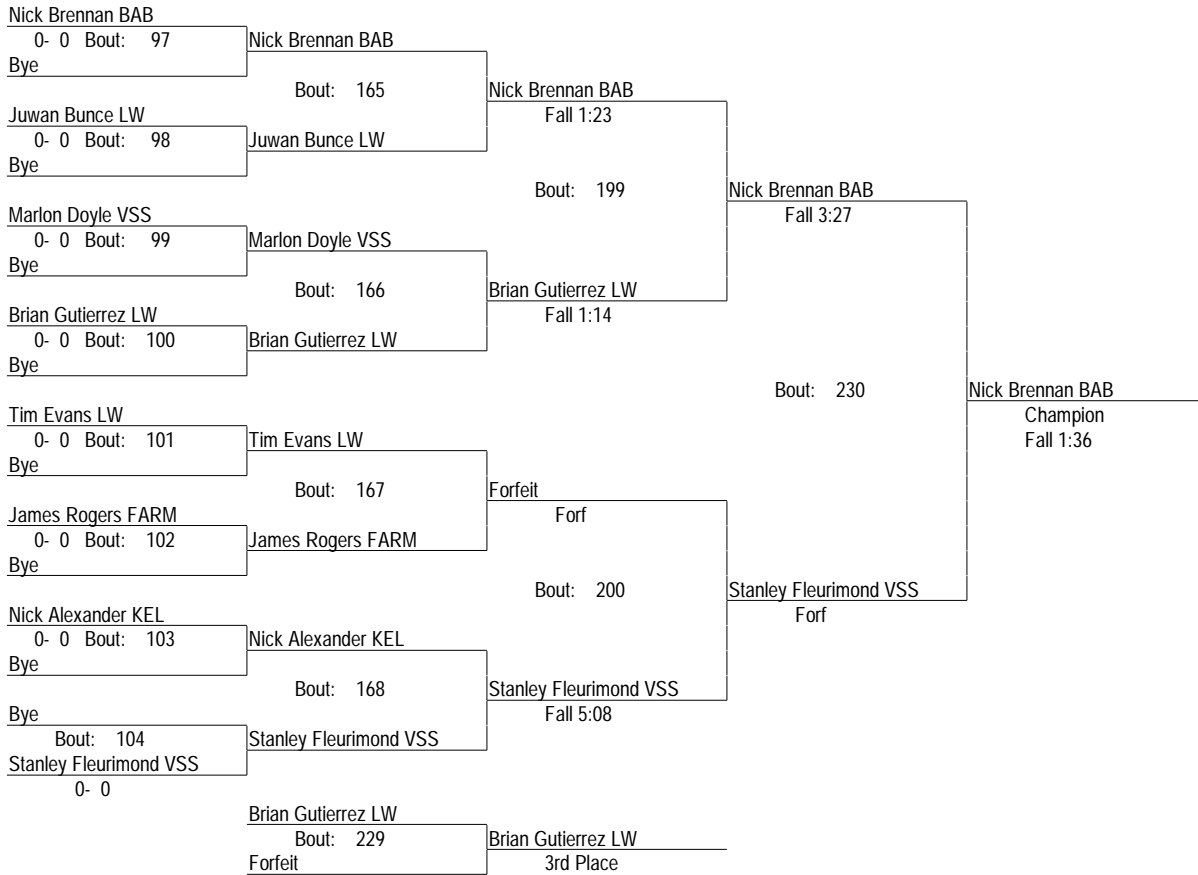 Nick Brennan BAB
0- 0 Bout: 97
Nick Brennan BAB
Bye
Bout: 165
Nick Brennan BAB
Juwan Bunce LW
Fall 1:23
0- 0 Bout: 98
Juwan Bunce LW
Bye
Bout: 199
Nick Brennan BAB
Marlon Doyle VSS
Fall 3:27
0- 0 Bout: 99
Marlon Doyle VSS
Bye
Bout: 166
Brian Gutierrez LW
Brian Gutierrez LW
Fall 1:14
0- 0 Bout: 100
Brian Gutierrez LW
Bye
Bout: 230
Nick Brennan BAB
Tim Evans LW
Champion
0- 0 Bout: 101
Tim Evans LW
Fall 1:36
Bye
Bout: 167
Forfeit
James Rogers FARM
Forf
0- 0 Bout: 102
James Rogers FARM
Bye
Bout: 200
Stanley Fleurimond VSS
Nick Alexander KEL
Forf
0- 0 Bout: 103
Nick Alexander KEL
Bye
Bout: 168
Stanley Fleurimond VSS
Bye
Fall 5:08
Bout: 104
Stanley Fleurimond VSS
Stanley Fleurimond VSS
0- 0
Brian Gutierrez LW
Bout: 229
Brian Gutierrez LW
Forfeit
3rd Place